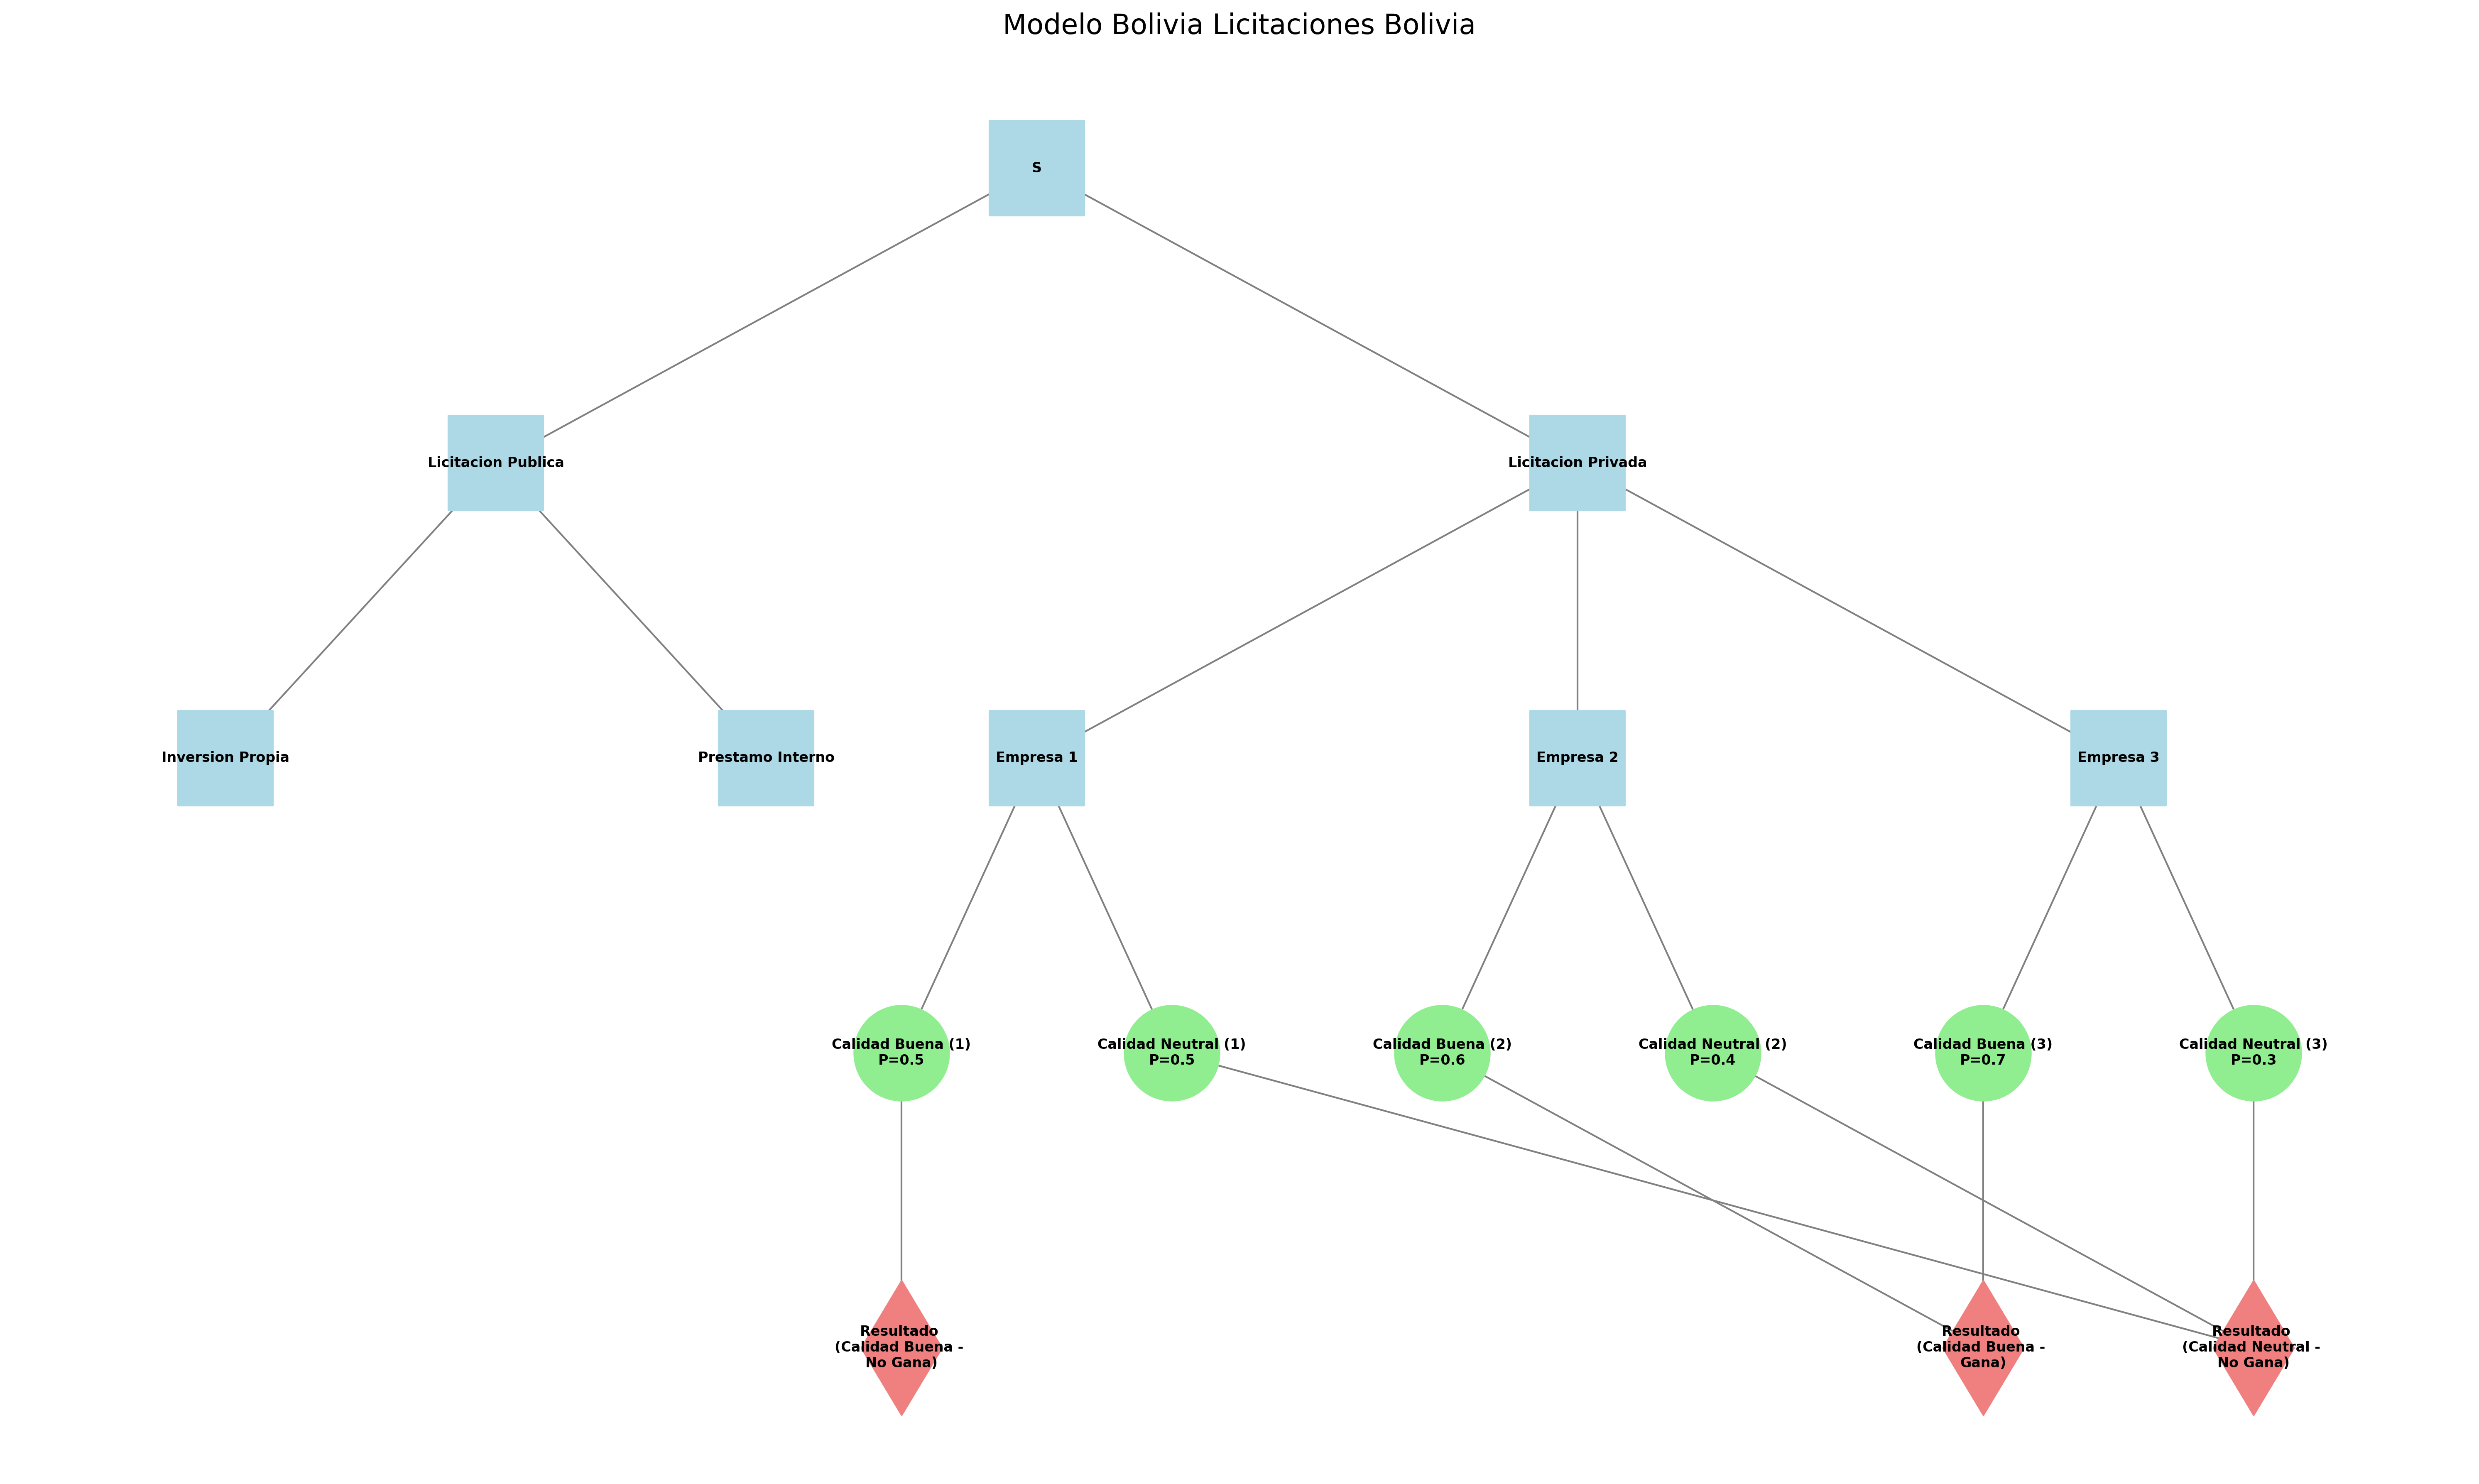 Modelo Bolivia Licitaciones Bolivia
S
Licitacion Publica
Licitacion Privada
Inversion Propia
Prestamo Interno
Empresa 1
Empresa 2
Empresa 3
Calidad Buena (1)
P=0.5
Calidad Neutral (1)
P=0.5
Calidad Buena (2)
P=0.6
Calidad Neutral (2)
P=0.4
Calidad Buena (3)
P=0.7
Calidad Neutral (3)
P=0.3
Resultado
(Calidad Buena -
No Gana)
Resultado
(Calidad Buena -
Gana)
Resultado
(Calidad Neutral -
No Gana)